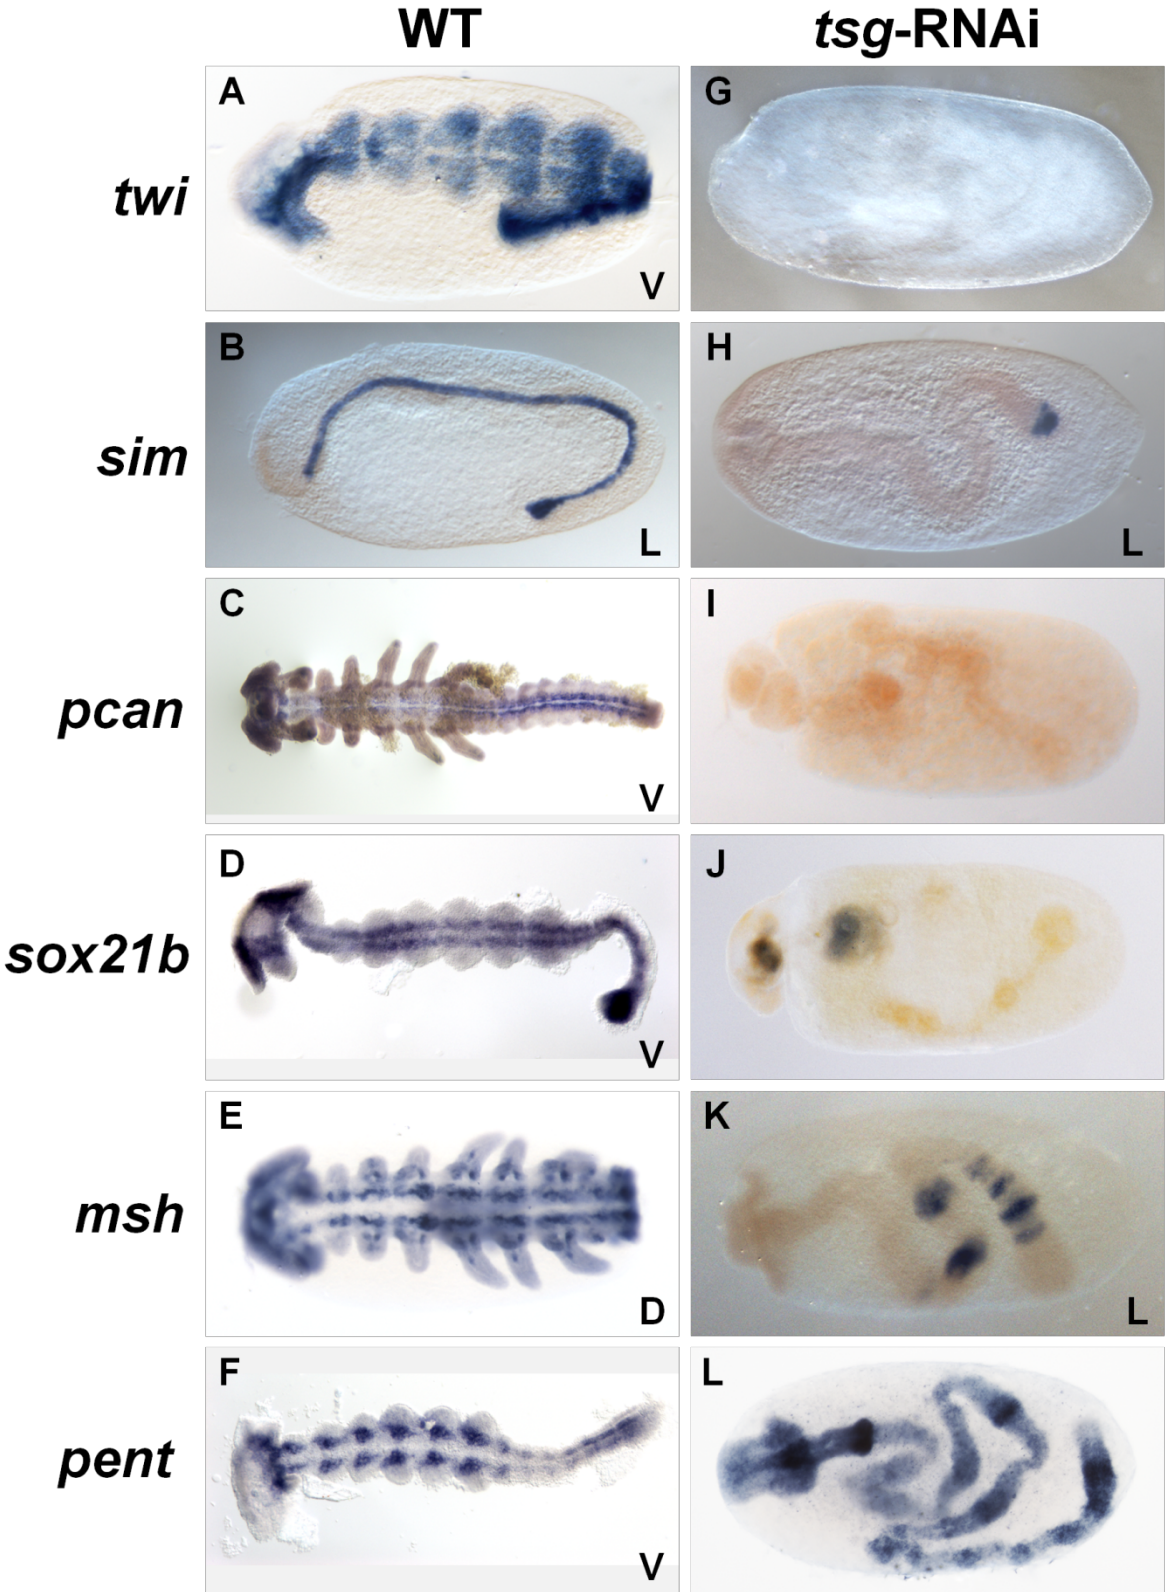 WT tsg-RNAi
twi A V G
sim B L H L
pcan C V I
sox21b D V J
msh E D K L
pent F V L